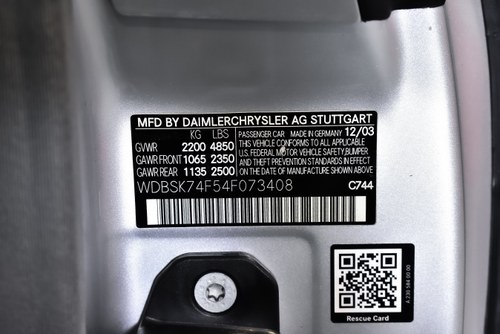 MFD BY DAIMLERCHRYSLER AG STUTTGART
KG LBS
GVWR 2200 4850
GAWR FRONT 1065 2350
GAWR REAR 1135 2500
PASSENGER CAR MADE IN GERMANY 12/03
THIS VEHICLE CONFORMS TO ALL APPLICABLE
U.S. FEDERAL MOTOR VEHICLE SAFETY, BUMPER
AND THEFT PREVENTION STANDARDS IN EFFECT
ON THE DATE OF MANUFACTURE SHOWN ABOVE
WDBSK74F54F073408 C744
Rescue Card